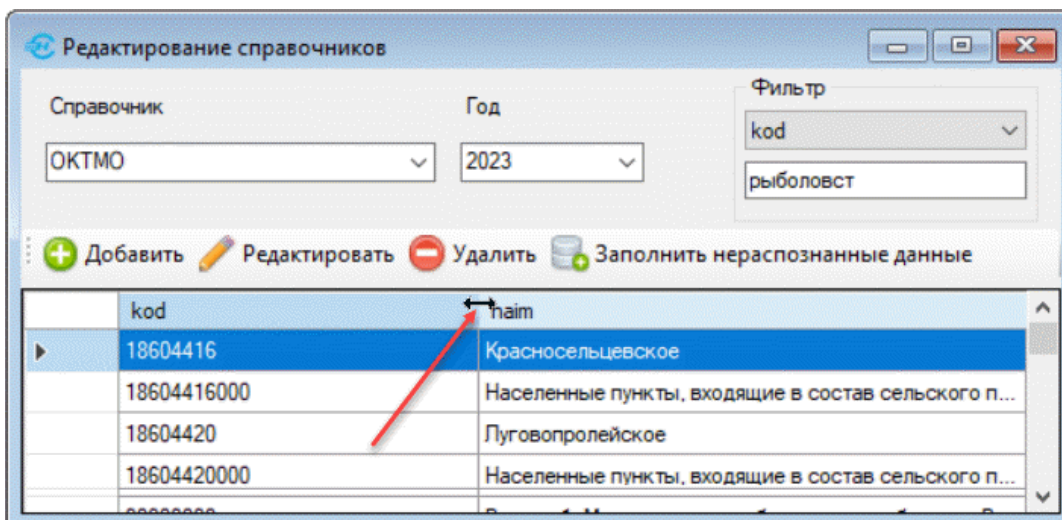 Редактирование справочников
Справочник
Год
Фильтр
ОКТМО
2023
kod
рыболовст
Добавить Редактировать Удалить Заполнить нераспознанные данные
kod naim
18604416 Красносельцевское
18604416000 Населенные пункты, входящие в состав сельского п...
18604420 Луговопролейское
18604420000 Населенные пункты, входящие в состав сельского п...